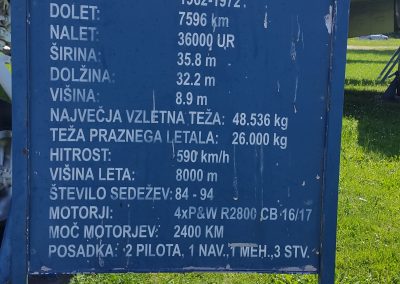 1962-1972
DOLET: 7596 km
NALET: 36000 UR
ŠIRINA: 35.8 m
DOLŽINA: 32.2 m
VIŠINA: 8.9 m
NAJVEČJA VZLETNA TEŽA: 48.536 kg
TEŽA PRAZNEGA LETALA: 26.000 kg
HITROST: 590 km/h
VIŠINA LETA: 8000 m
ŠTEVILO SEDEŽEV: 84 - 94
MOTORJI: 4xP&W R2800 CB 16/17
MOČ MOTORJEV: 2400 KM
POSADKA: 2 PILOTA, 1 NAV., 1 MEH., 3 STV.